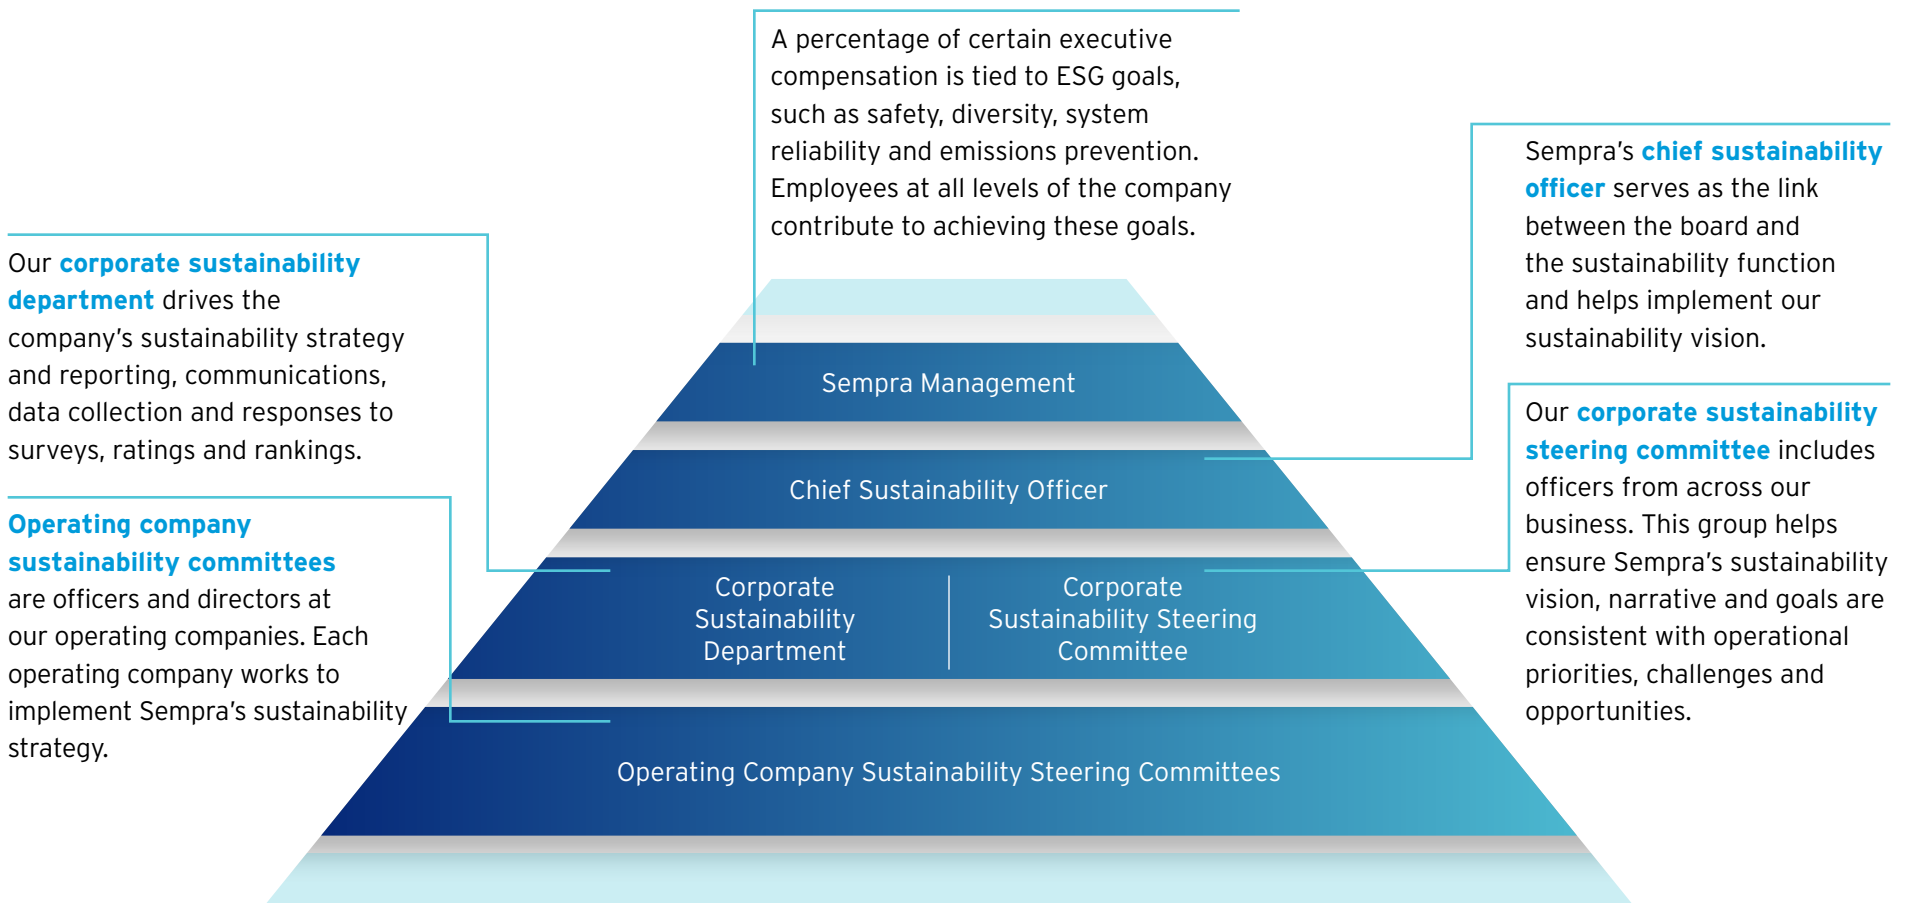 A percentage of certain executive
compensation is tied to ESG goals,
such as safety, diversity, system
reliability and emissions prevention.
Employees at all levels of the company
contribute to achieving these goals.
Sempra’s chief sustainability
officer serves as the link
between the board and
the sustainability function
and helps implement our
sustainability vision.
Our corporate sustainability
department drives the
company’s sustainability strategy
and reporting, communications,
data collection and responses to
surveys, ratings and rankings.
Our corporate sustainability
steering committee includes
officers from across our
business. This group helps
ensure Sempra’s sustainability
vision, narrative and goals are
consistent with operational
priorities, challenges and
opportunities.
Operating company
sustainability committees
are officers and directors at
our operating companies. Each
operating company works to
implement Sempra’s sustainability
strategy.
Sempra Management
Chief Sustainability Officer
Corporate
Sustainability
Department
Corporate
Sustainability Steering
Committee
Operating Company Sustainability Steering Committees